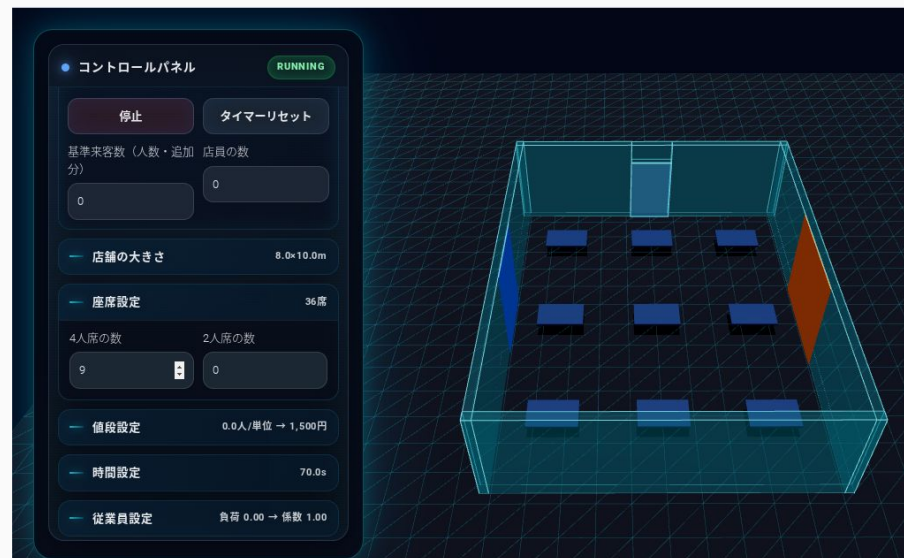 コントロールパネル
RUNNING
停止
タイマーリセット
基準来客数（人数・追加
分）
店員の数
0
0
店舗の大きさ
8.0×10.0m
座席設定
36席
4人席の数
2人席の数
9
0
値段設定
0.0人/単位 → 1,500円
時間設定
70.0s
従業員設定
負荷 0.00 → 係数 1.00